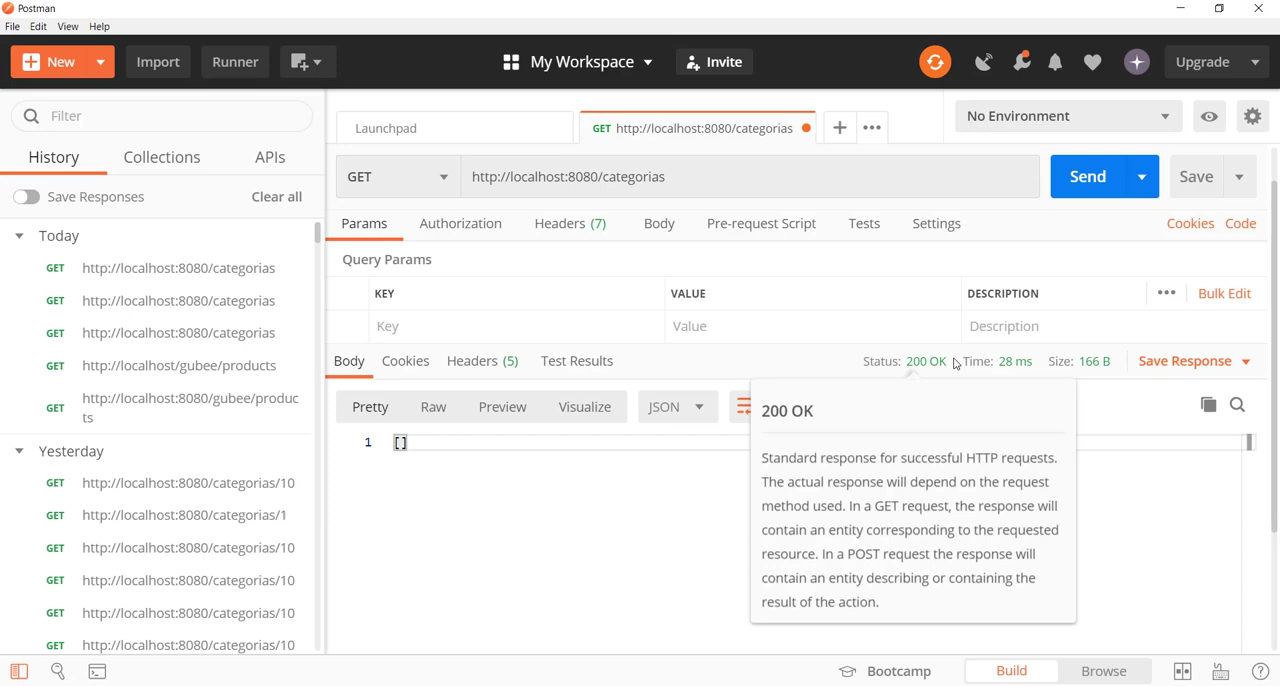 Postman
File Edit View Help
New Import Runner My Workspace Invite Upgrade
Filter
History Collections APIs
Save Responses Clear all
Today
GET http://localhost:8080/categorias
GET http://localhost:8080/categorias
GET http://localhost:8080/categorias
GET http://localhost/gubee/products
GET http://localhost:8080/gubee/produc
ts
Yesterday
GET http://localhost:8080/categorias/10
GET http://localhost:8080/categorias/1
GET http://localhost:8080/categorias/10
GET http://localhost:8080/categorias/10
GET http://localhost:8080/categorias/10
GET http://localhost:8080/categorias/10
Launchpad GET http://localhost:8080/categorias + ••• No Environment
GET http://localhost:8080/categorias Send Save
Params Authorization Headers (7) Body Pre-request Script Tests Settings Cookies Code
Query Params
KEY VALUE DESCRIPTION ••• Bulk Edit
Key Value Description
Body Cookies Headers (5) Test Results Status: 200 OK Time: 28 ms Size: 166 B Save Response
Pretty Raw Preview Visualize JSON
1 []
200 OK
Standard response for successful HTTP requests.
The actual response will depend on the request
method used. In a GET request, the response will
contain an entity corresponding to the requested
resource. In a POST request the response will
contain an entity describing or containing the
result of the action.
Bootcamp Build Browse